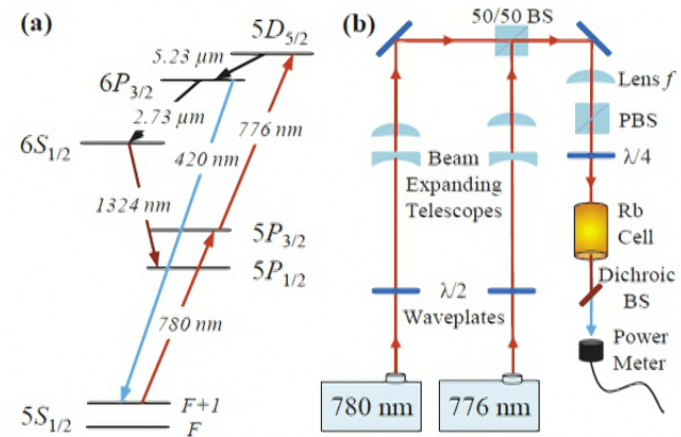 (a)
5D5/2
5.23 μm
6P3/2
2.73 μm
776 nm
6S1/2
420 nm
1324 nm
5P3/2
5P1/2
780 nm
5S1/2
F+1
F
(b)
50/50 BS
Lens f
PBS
λ/4
Beam
Expanding
Telescopes
Rb
Cell
λ/2
Waveplates
Dichroic
BS
Power
Meter
780 nm
776 nm